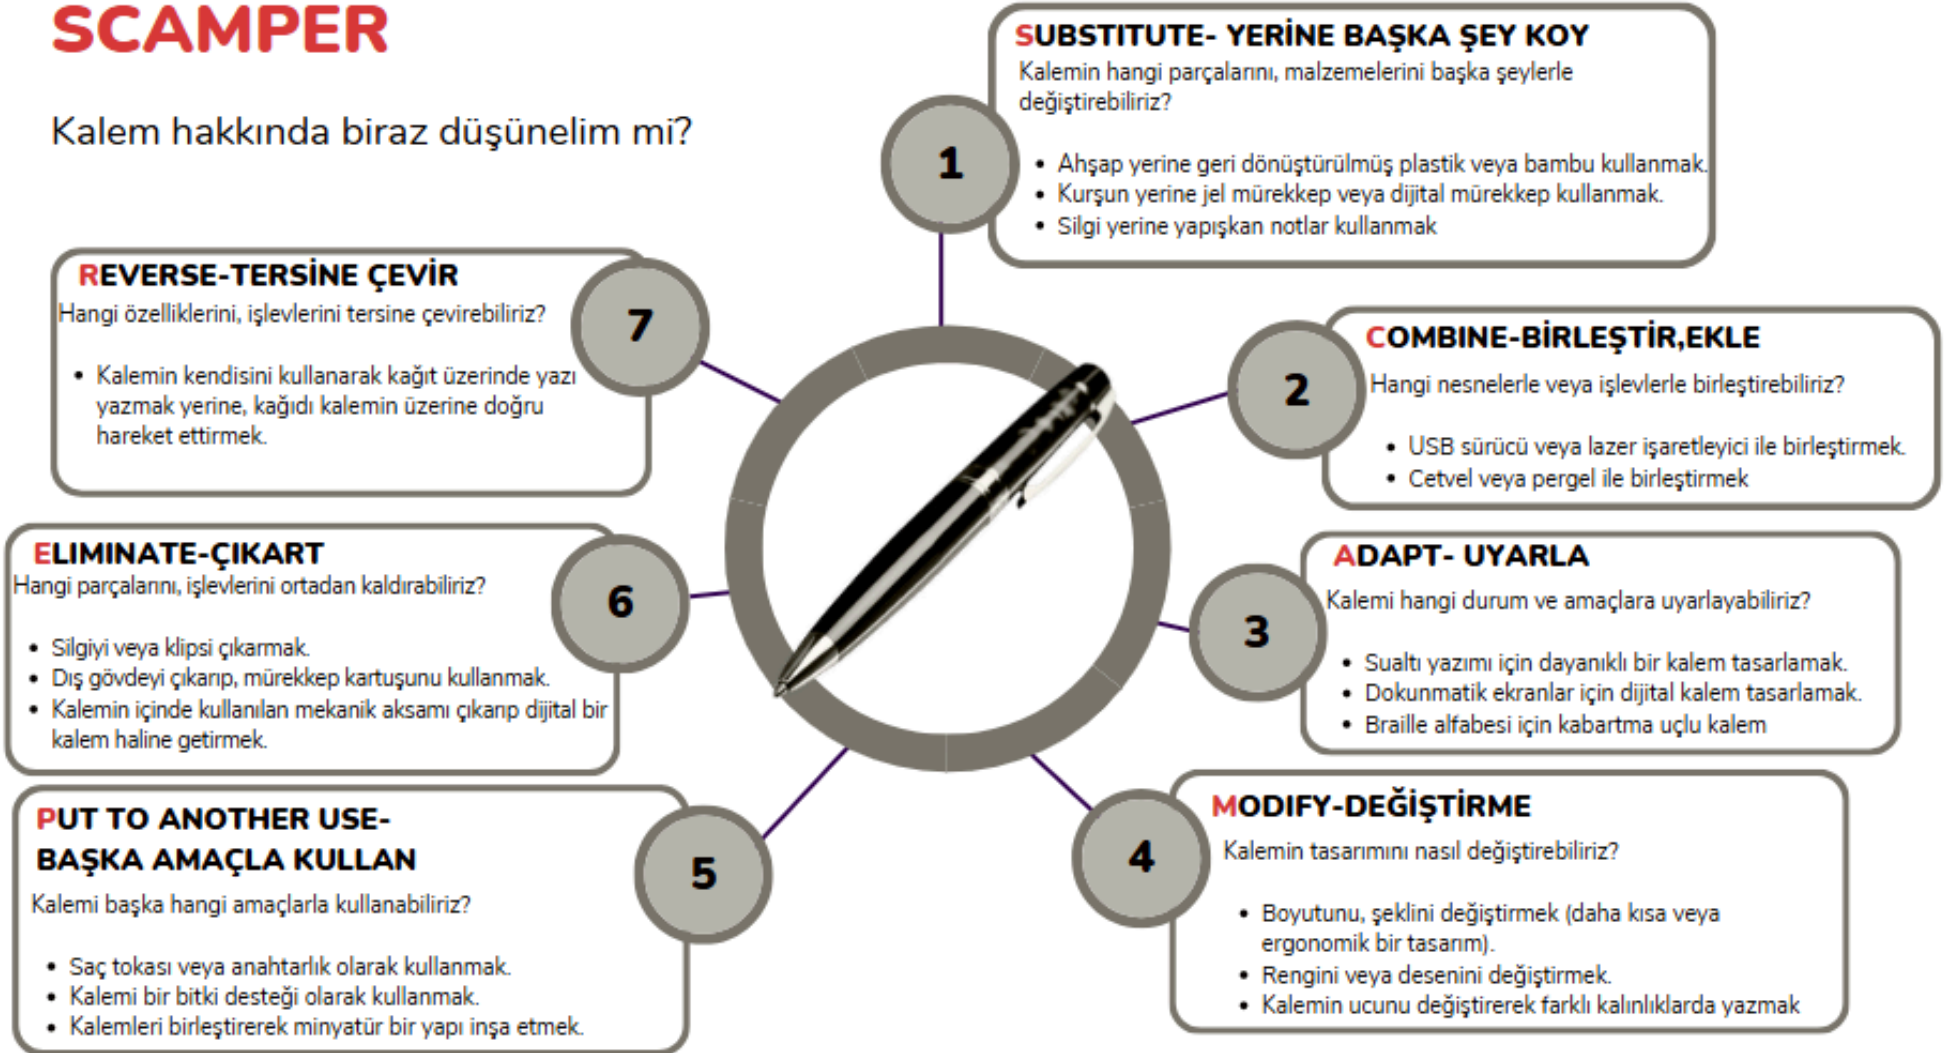 SCAMPER
Kalem hakkında biraz düşünelim mi?
1
SUBSTITUTE- YERİNE BAŞKA ŞEY KOY
Kalemin hangi parçalarını, malzemelerini başka şeylerle
değiştirebiliriz?
• Ahşap yerine geri dönüştürülmüş plastik veya bambu kullanmak.
• Kurşun yerine jel mürekkep veya dijital mürekkep kullanmak.
• Silgi yerine yapışkan notlar kullanmak
2
COMBINE-BİRLEŞTİR,EKLE
Hangi nesnelerle veya işlevlerle birleştirebiliriz?
• USB sürücü veya lazer işaretleyici ile birleştirmek.
• Cetvel veya pergel ile birleştirmek
3
ADAPT- UYARLA
Kalemi hangi durum ve amaçlara uyarlayabiliriz?
• Sualtı yazımı için dayanıklı bir kalem tasarlamak.
• Dokunmatik ekranlar için dijital kalem tasarlamak.
• Braille alfabesi için kabartma uçlu kalem
4
MODIFY-DEĞİŞTİRME
Kalemin tasarımını nasıl değiştirebiliriz?
• Boyutunu, şeklini değiştirmek (daha kısa veya
ergonomik bir tasarım).
• Rengini veya desenini değiştirmek.
• Kalemin ucunu değiştirerek farklı kalınlıklarda yazmak
5
PUT TO ANOTHER USE-
BAŞKA AMAÇLA KULLAN
Kalemi başka hangi amaçlarla kullanabiliriz?
• Saç tokası veya anahtarlık olarak kullanmak.
• Kalemi bir bitki desteği olarak kullanmak.
• Kalemleri birleştirerek minyatür bir yapı inşa etmek.
6
ELIMINATE-ÇIKART
Hangi parçalarını, işlevlerini ortadan kaldırabiliriz?
• Silgiyi veya klipsi çıkarmak.
• Dış gövdeyi çıkarıp, mürekkep kartuşunu kullanmak.
• Kalemin içinde kullanılan mekanik aksamı çıkarıp dijital bir
kalem haline getirmek.
7
REVERSE-TERSİNE ÇEVİR
Hangi özelliklerini, işlevlerini tersine çevirebiliriz?
• Kalemin kendisini kullanarak kağıt üzerinde yazı
yazmak yerine, kağıdı kalemin üzerine doğru
hareket ettirmek.